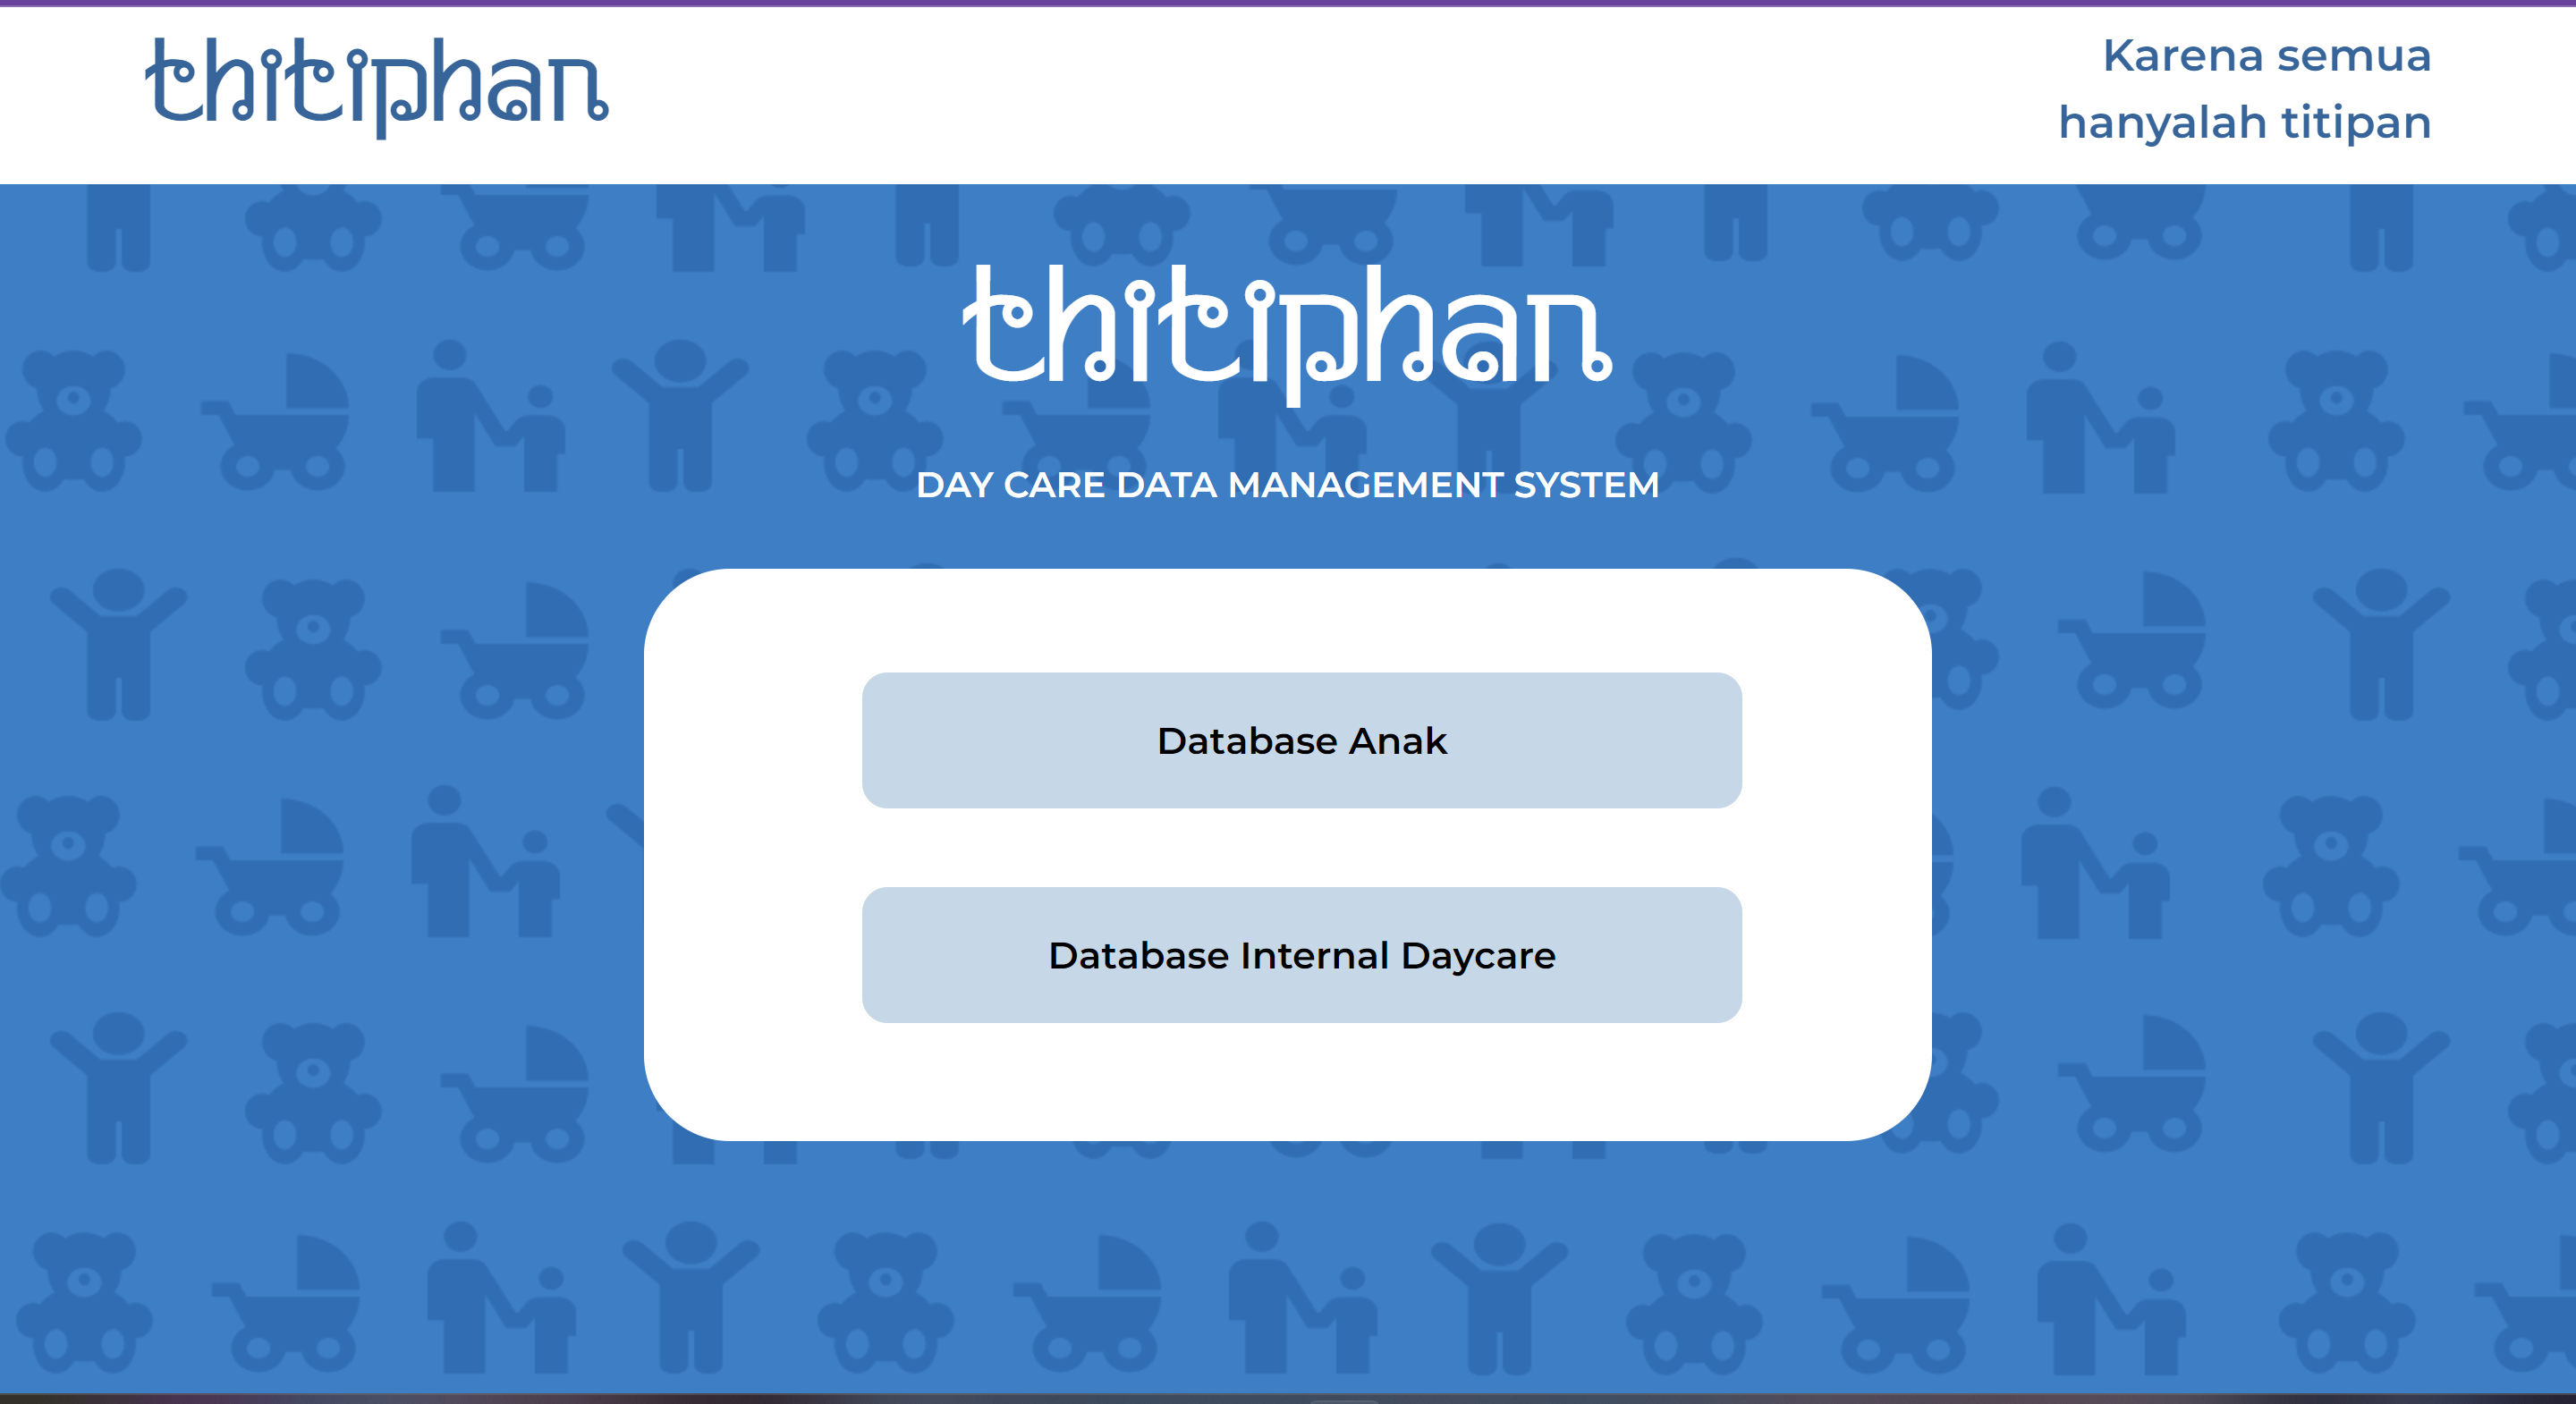 thitiphan
Karena semua
hanyalah titipan
thitiphan
DAY CARE DATA MANAGEMENT SYSTEM
Database Anak
Database Internal Daycare